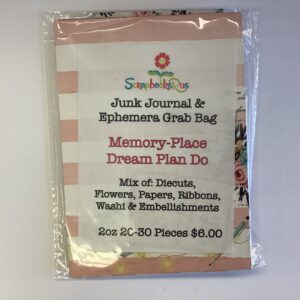 ScrapbooksRus
Junk Journal &
Ephemera Grab Bag
Memory-Place
Dream Plan Do
Mix of: Diecuts,
Flowers, Papers, Ribbons,
Washi & Embellishments
2oz 20-30 Pieces $6.00